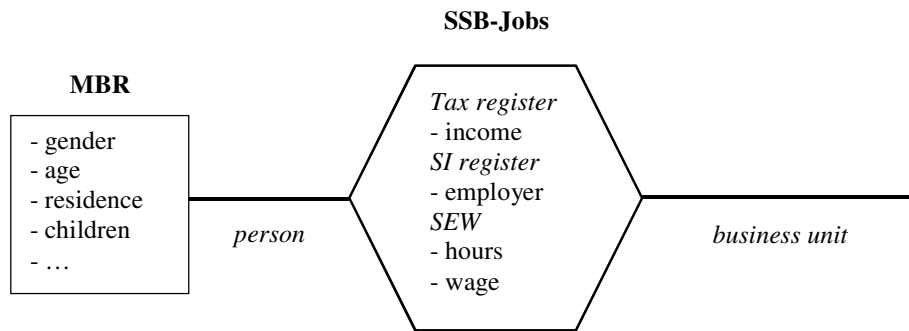 SSB-Jobs
MBR
- gender
- age
- residence
- children
- …
person
Tax register
- income
SI register
- employer
SEW
- hours
- wage
business unit